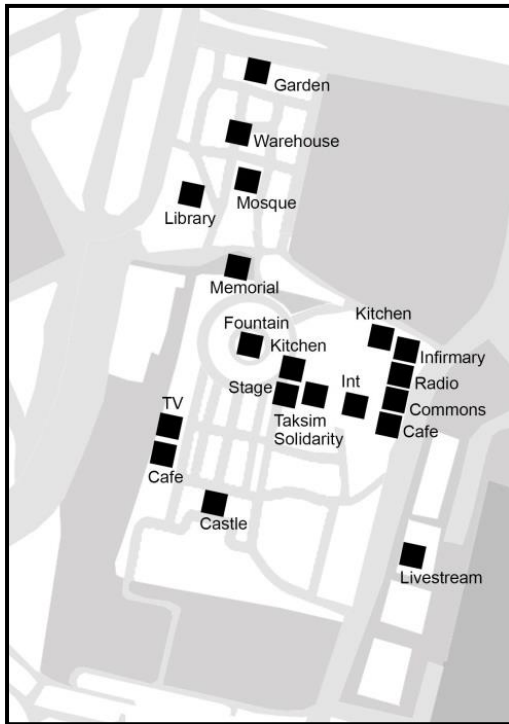 Garden
Warehouse
Mosque
Library
Memorial
Kitchen
Fountain
Kitchen
Infirmary
Int
Radio
Stage
TV
Commons
Taksim
Solidarity
Cafe
Cafe
Castle
Livestream